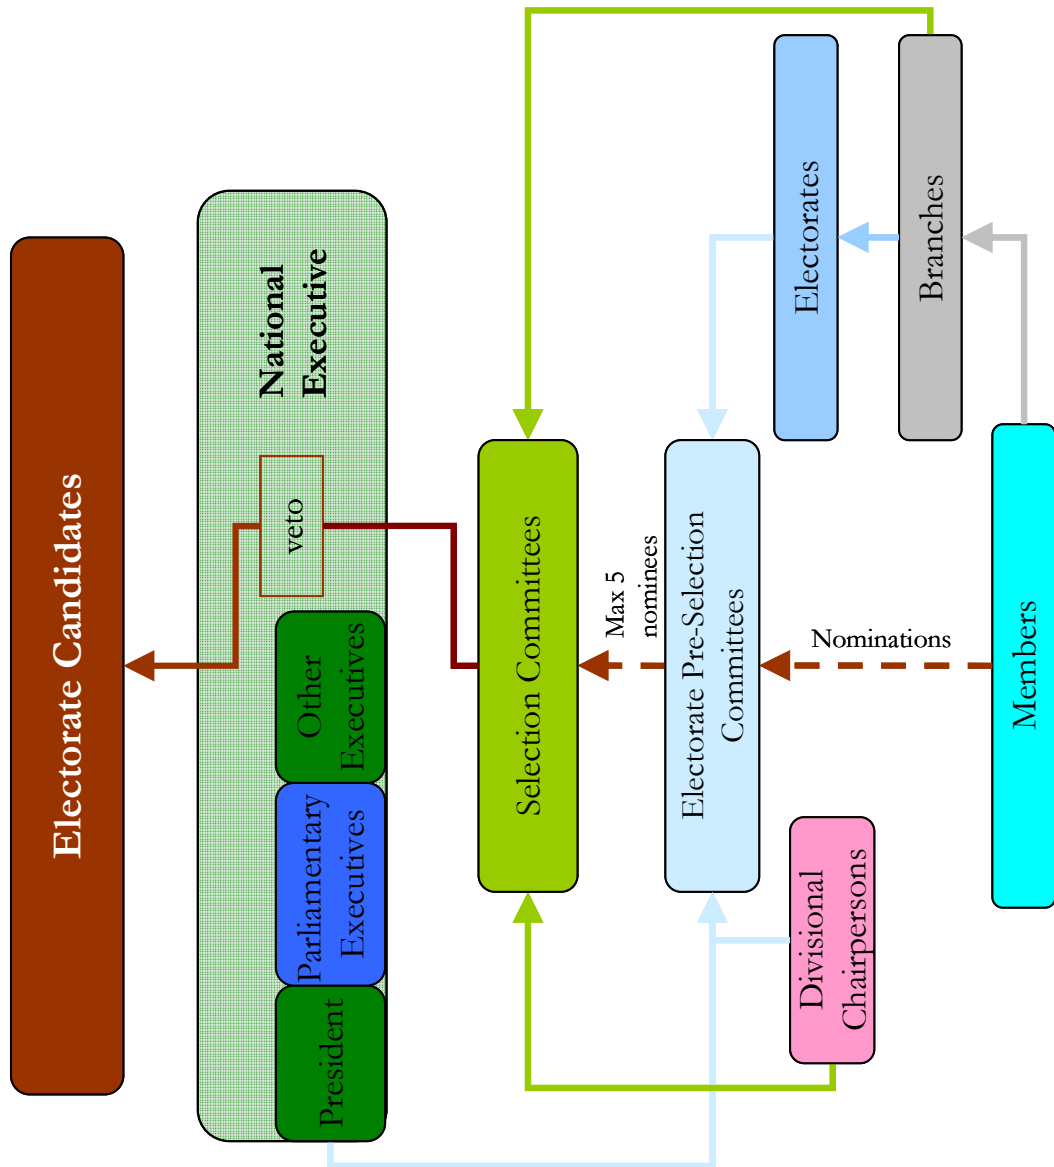 Electorate Candidates
National
Executive
veto
President
Parliamentary
Executives
Other
Executives
Selection Committees
Max 5
nominees
Electorate Pre-Selection
Committees
Nominations
Divisional
Chairpersons
Electorates
Branches
Members